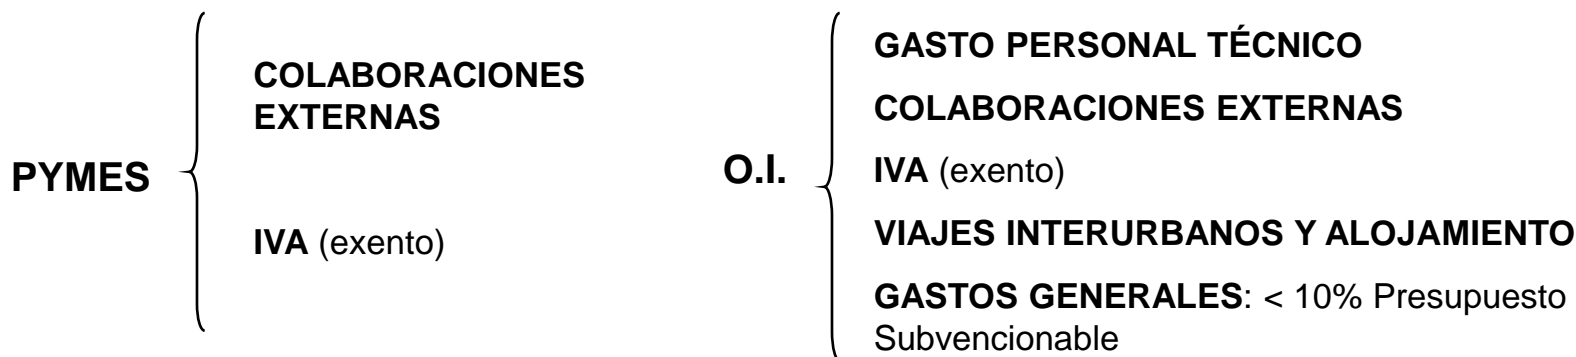 PYMES
COLABORACIONES
EXTERNAS
IVA (exento)
O.I.
GASTO PERSONAL TÉCNICO
COLABORACIONES EXTERNAS
IVA (exento)
VIAJES INTERURBANOS Y ALOJAMIENTO
GASTOS GENERALES: < 10% Presupuesto
Subvencionable